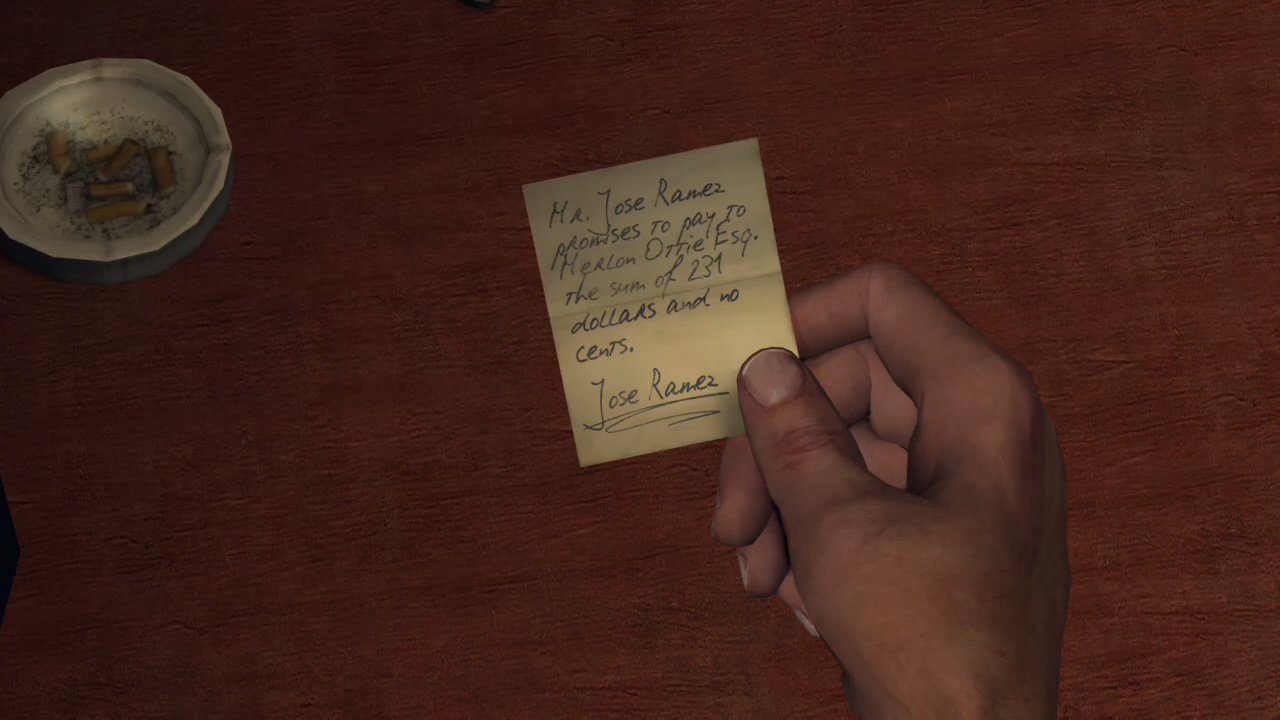 Mr. Jose Ramez
promises to pay to
Merlon Ottie Esq.
the sum of 231
dollars and no
cents.
Jose Ramez